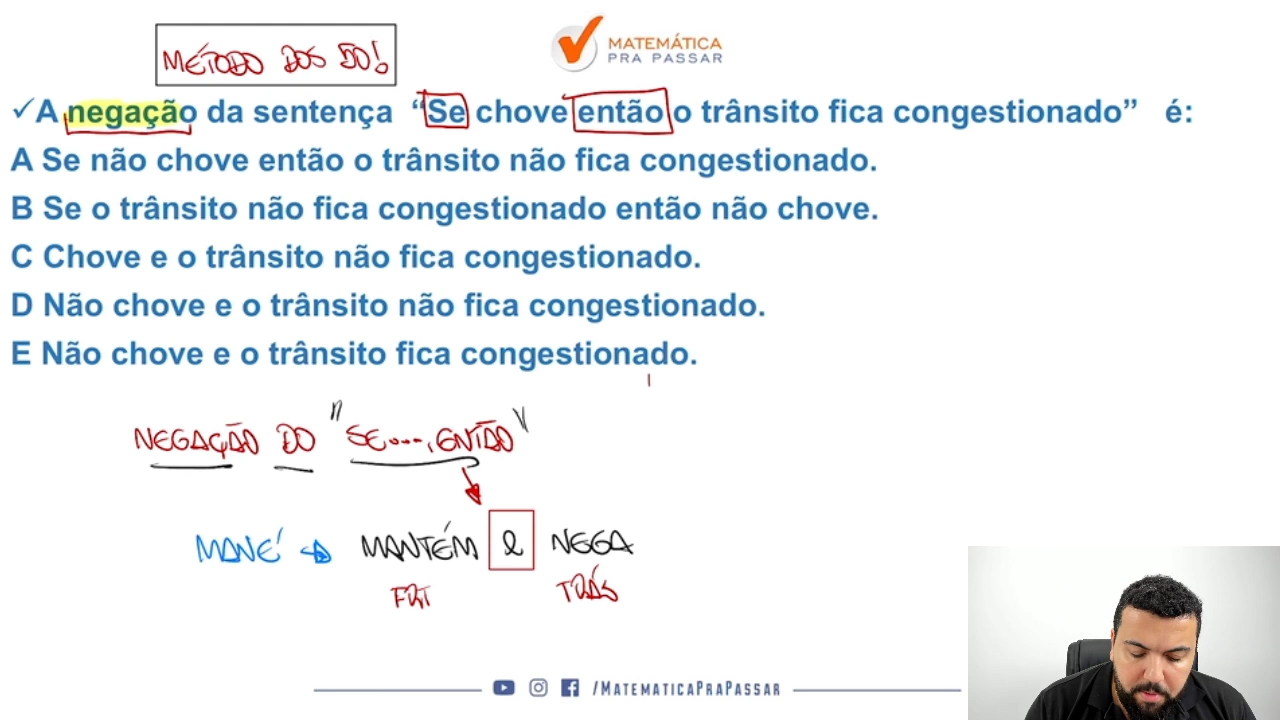 MÉTODO DOS 50!
MATEMÁTICA
PRA PASSAR
✓A negação da sentença “Se chove então o trânsito fica congestionado” é:
A Se não chove então o trânsito não fica congestionado.
B Se o trânsito não fica congestionado então não chove.
C Chove e o trânsito não fica congestionado.
D Não chove e o trânsito não fica congestionado.
E Não chove e o trânsito fica congestionado.
NEGAÇÃO DO "SE...,ENTÃO"
MANÉ → MANTÉM e NEGA
FRT TRÁS
/MATEMATICAPRAPASSAR